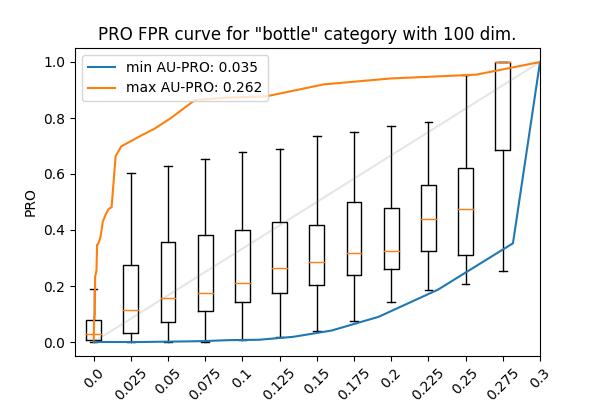 PRO FPR curve for "bottle" category with 100 dim.
min AU-PRO: 0.035
max AU-PRO: 0.262
PRO
1.0
0.8
0.6
0.4
0.2
0.0
0.0 0.025 0.05 0.075 0.1 0.125 0.15 0.175 0.2 0.225 0.25 0.275 0.3